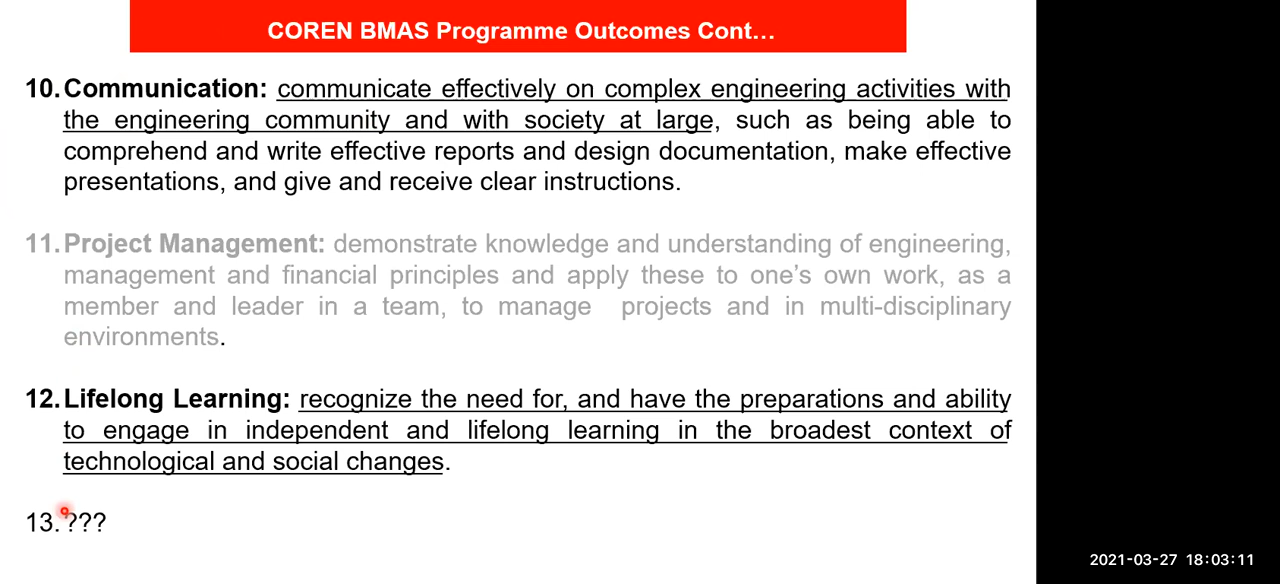 COREN BMAS Programme Outcomes Cont...
10. Communication: communicate effectively on complex engineering activities with
the engineering community and with society at large, such as being able to
comprehend and write effective reports and design documentation, make effective
presentations, and give and receive clear instructions.
11. Project Management: demonstrate knowledge and understanding of engineering,
management and financial principles and apply these to one's own work, as a
member and leader in a team, to manage projects and in multi-disciplinary
environments.
12. Lifelong Learning: recognize the need for, and have the preparations and ability
to engage in independent and lifelong learning in the broadest context of
technological and social changes.
13. ???
2021-03-27 18:03:11